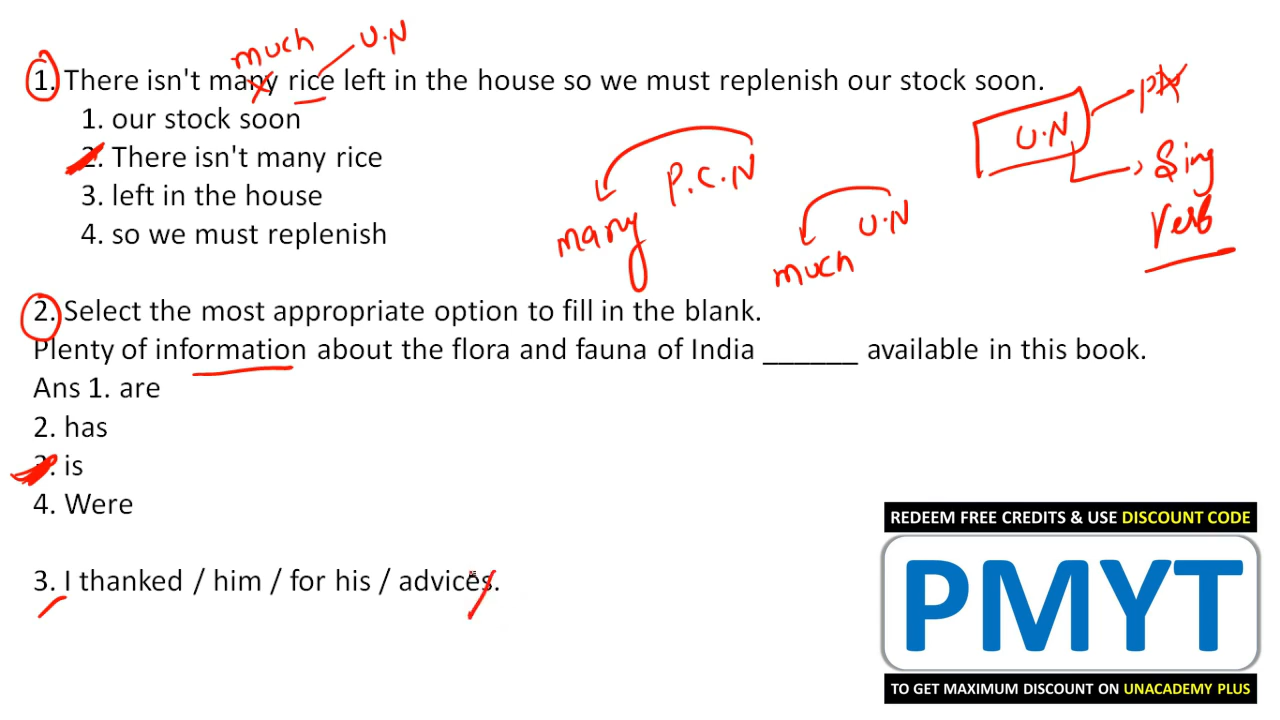 much U.N
1. There isn't many rice left in the house so we must replenish our stock soon.
1. our stock soon
2. There isn't many rice
3. left in the house
4. so we must replenish
many P.C.N
much U.N
U.N
Sing
Verb
2. Select the most appropriate option to fill in the blank.
Plenty of information about the flora and fauna of India ______ available in this book.
Ans 1. are
2. has
3. is
4. Were
3. I thanked / him / for his / advices.
REDEEM FREE CREDITS & USE DISCOUNT CODE
PMYT
TO GET MAXIMUM DISCOUNT ON UNACADEMY PLUS